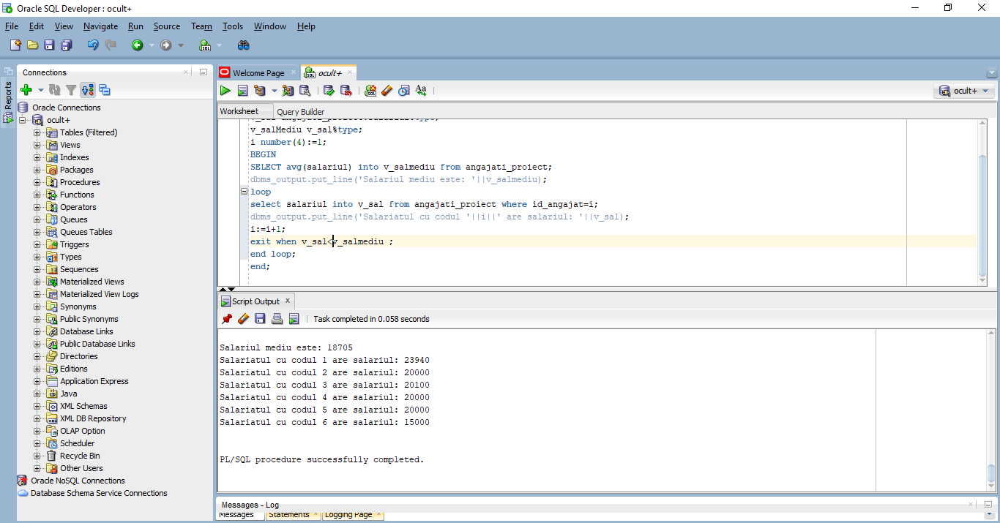 Oracle SQL Developer : ocult+
File Edit View Navigate Run Source Team Tools Window Help
Reports
Connections
Oracle Connections
ocult+
Tables (Filtered)
Views
Indexes
Packages
Procedures
Functions
Operators
Queues
Queues Tables
Triggers
Types
Sequences
Materialized Views
Materialized View Logs
Synonyms
Public Synonyms
Database Links
Public Database Links
Directories
Editions
Application Express
Java
XML Schemas
XML DB Repository
OLAP Option
Scheduler
Recycle Bin
Other Users
Oracle NoSQL Connections
Database Schema Service Connections
Welcome Page ocult+
ocult+
Worksheet Query Builder
v_salMediu v_sal%type;
i number(4):=1;
BEGIN
SELECT avg(salariul) into v_salmediu from angajati_proiect;
dbms_output.put_line('Salariul mediu este: '||v_salmediu);
loop
select salariul into v_sal from angajati_proiect where id_angajat=i;
dbms_output.put_line('Salariatul cu codul '||i||' are salariul: '||v_sal);
i:=i+1;
exit when v_sal<v_salmediu ;
end loop;
end;
Script Output x
Task completed in 0.058 seconds
Salariul mediu este: 18705
Salariatul cu codul 1 are salariul: 23940
Salariatul cu codul 2 are salariul: 20000
Salariatul cu codul 3 are salariul: 20100
Salariatul cu codul 4 are salariul: 20000
Salariatul cu codul 5 are salariul: 20000
Salariatul cu codul 6 are salariul: 15000
PL/SQL procedure successfully completed.
Messages - Log
Messages Statements Logging Page